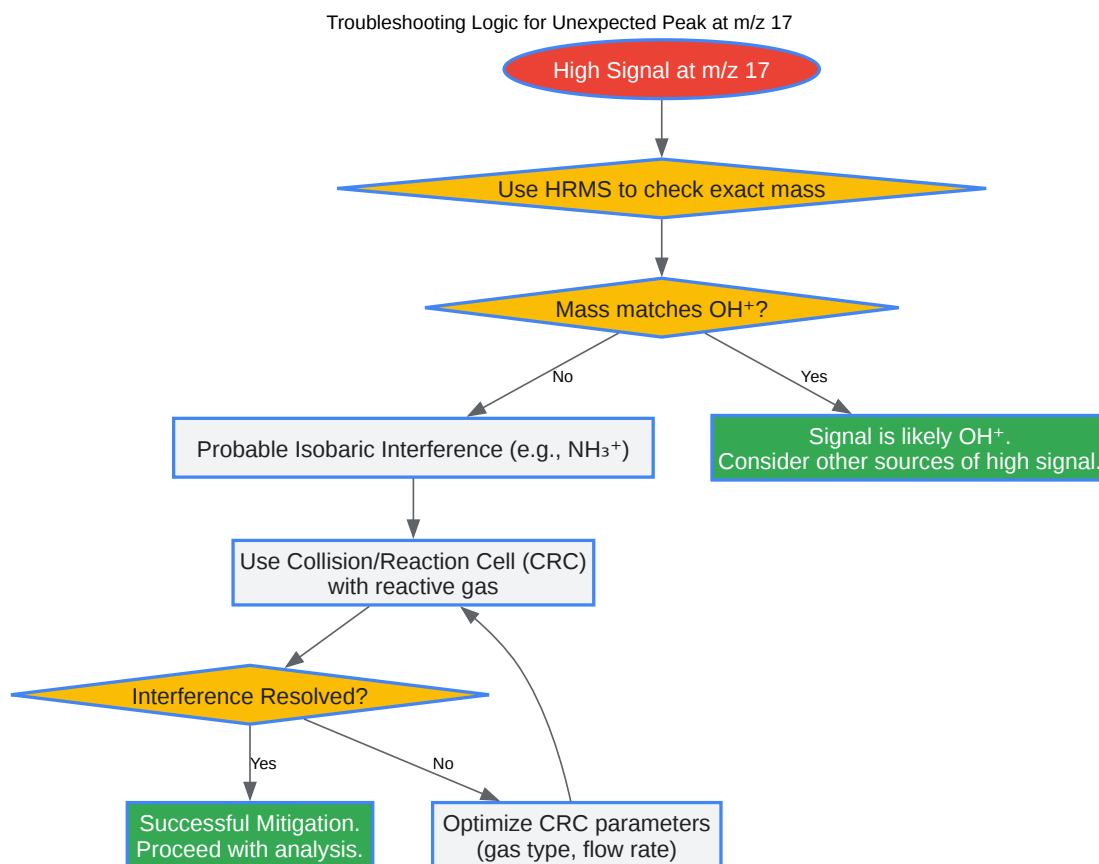 Troubleshooting Logic for Unexpected Peak at m/z 17
High Signal at m/z 17
Use HRMS to check exact mass
Mass matches OH⁺?
No
Yes
Probable Isobaric Interference (e.g., NH₃⁺)
Signal is likely OH⁺.
Consider other sources of high signal.
Use Collision/Reaction Cell (CRC)
with reactive gas
Interference Resolved?
Yes
No
Successful Mitigation.
Proceed with analysis.
Optimize CRC parameters
(gas type, flow rate)